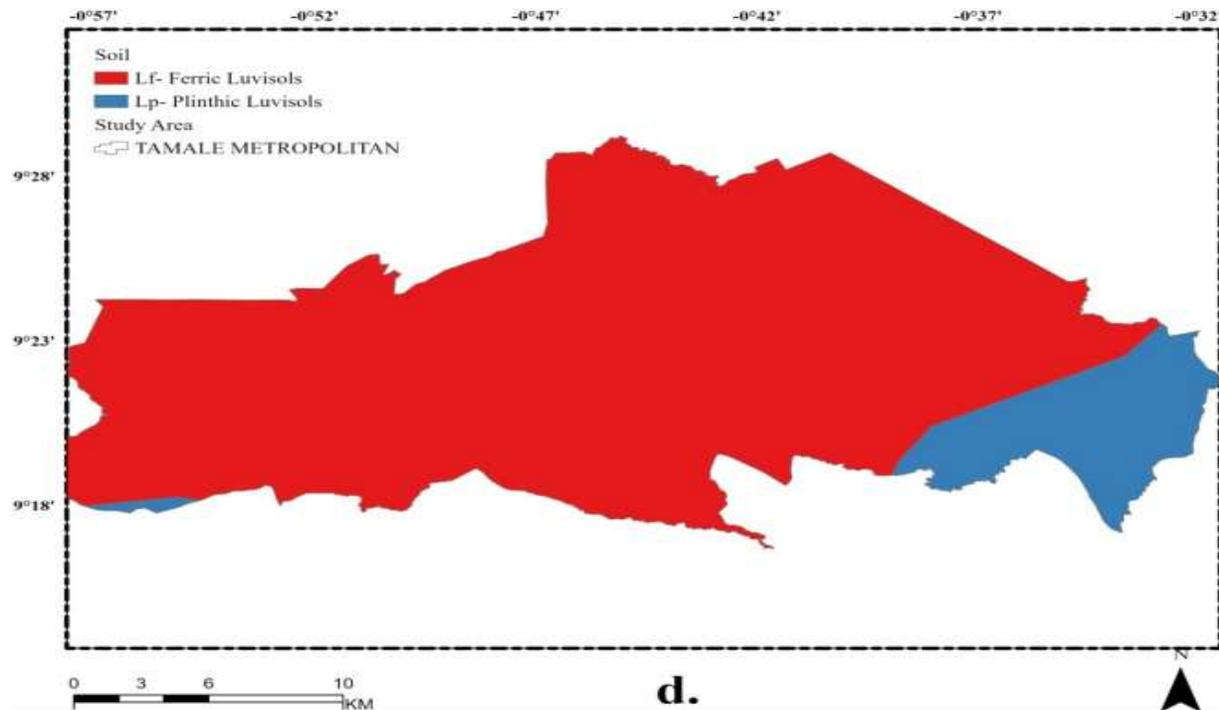 -0°57' -0°52' -0°47' -0°42' -0°37' -0°32'
Soil
Lf- Ferric Luvisols
Lp- Plinthic Luvisols
Study Area
TAMALE METROPOLITAN
9°28'
9°23'
9°18'
0 3 6 10
KM
d.
N